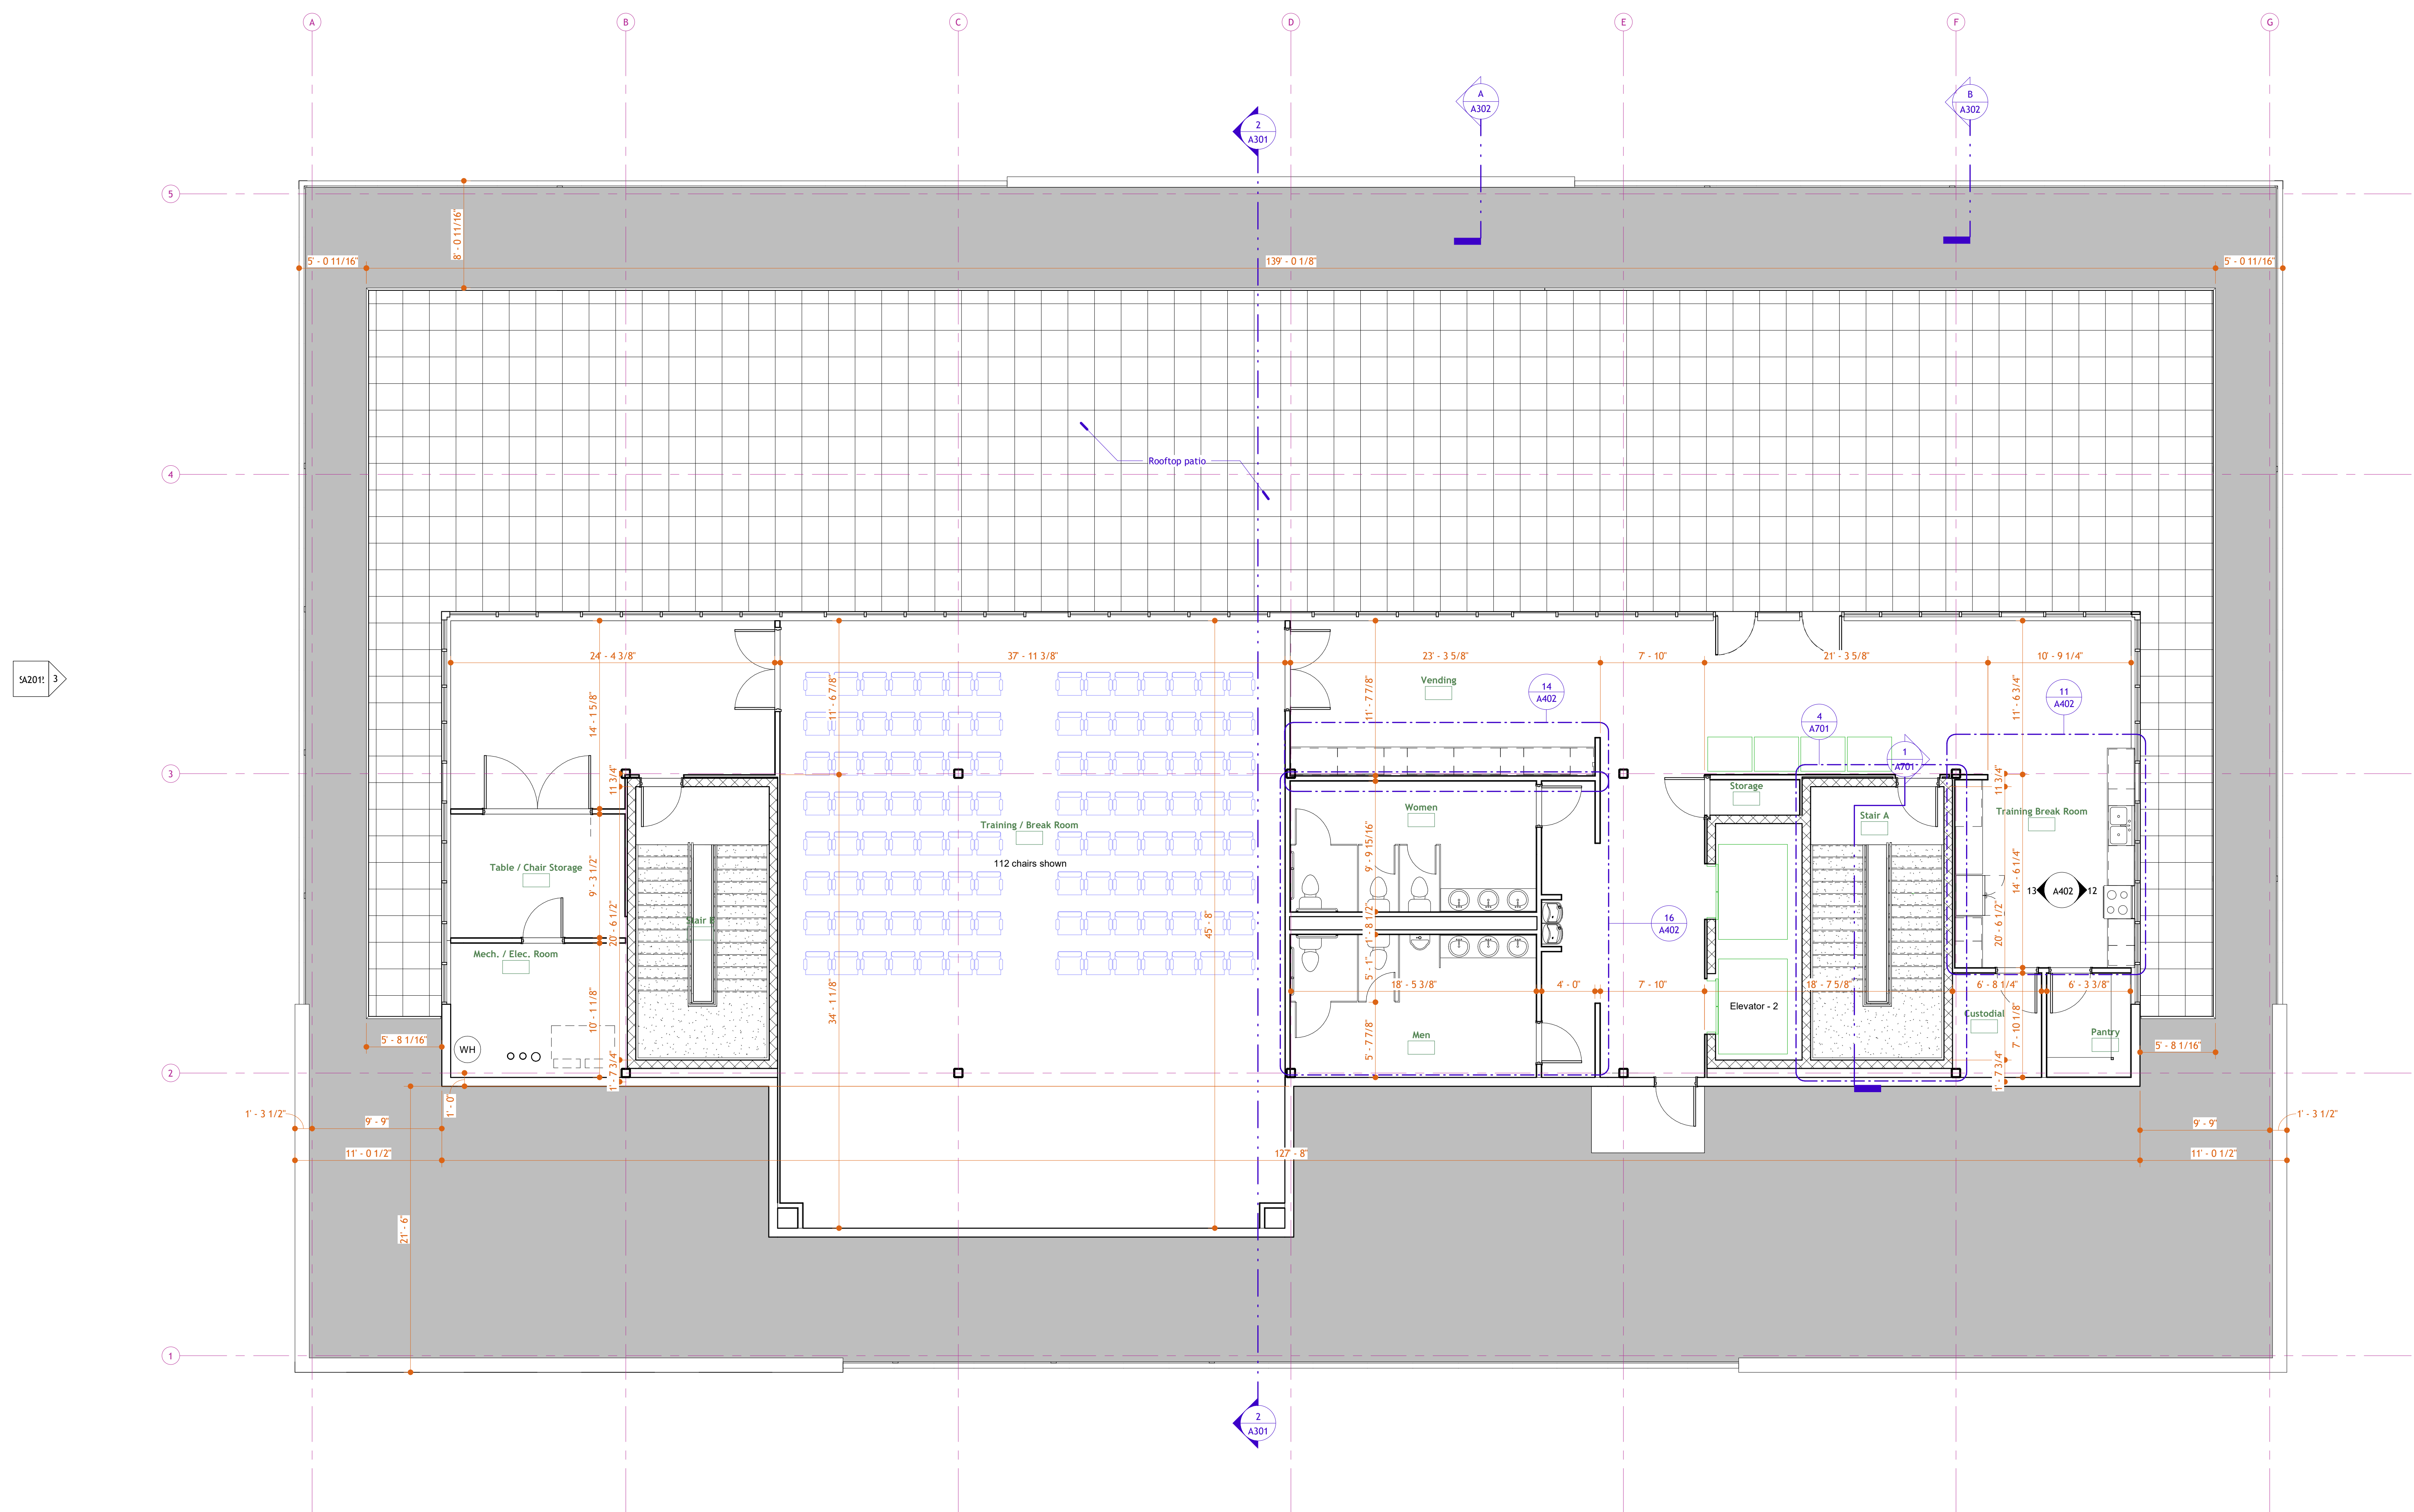 A
B
C
D
E
F
G
A
A302
B
A302
2
A301
5
8' - 0 11/16"
5' - 0 11/16"
139' - 0 1/8"
5' - 0 11/16"
Rooftop patio
4
24' - 4 3/8"
37' - 11 3/8"
23' - 3 5/8"
7' - 10"
21' - 3 5/8"
10' - 9 1/4"
3
Vending
14
A402
11
A402
4
A701
1
A701
14' - 1 5/8"
11' - 6 7/8"
11' - 7 7/8"
11' - 6 3/4"
3
11 3/4"
11 3/4"
Storage
Women
Stair A
Training Break Room
Training / Break Room
112 chairs shown
Table / Chair Storage
9' - 3 1/2"
9' - 9 15/16"
14' - 6 1/4"
13
A402
12
20' - 6 1/2"
45' - 8"
1' - 8 1/2"
16
A402
20' - 6 1/2"
Mech. / Elec. Room
5' - 1"
18' - 5 3/8"
4' - 0"
7' - 10"
18' - 7 5/8"
6' - 8 1/4"
6' - 3 3/8"
10' - 1 1/8"
34' - 1 1/8"
Elevator - 2
Custodial
7' - 10 1/8"
Men
Pantry
5' - 7 7/8"
5' - 8 1/16"
WH
5' - 8 1/16"
2
1' - 7 3/4"
1' - 7 3/4"
1' - 0"
1' - 3 1/2"
9' - 9"
9' - 9"
1' - 3 1/2"
11' - 0 1/2"
127' - 8"
11' - 0 1/2"
21' - 6"
1
2
A301